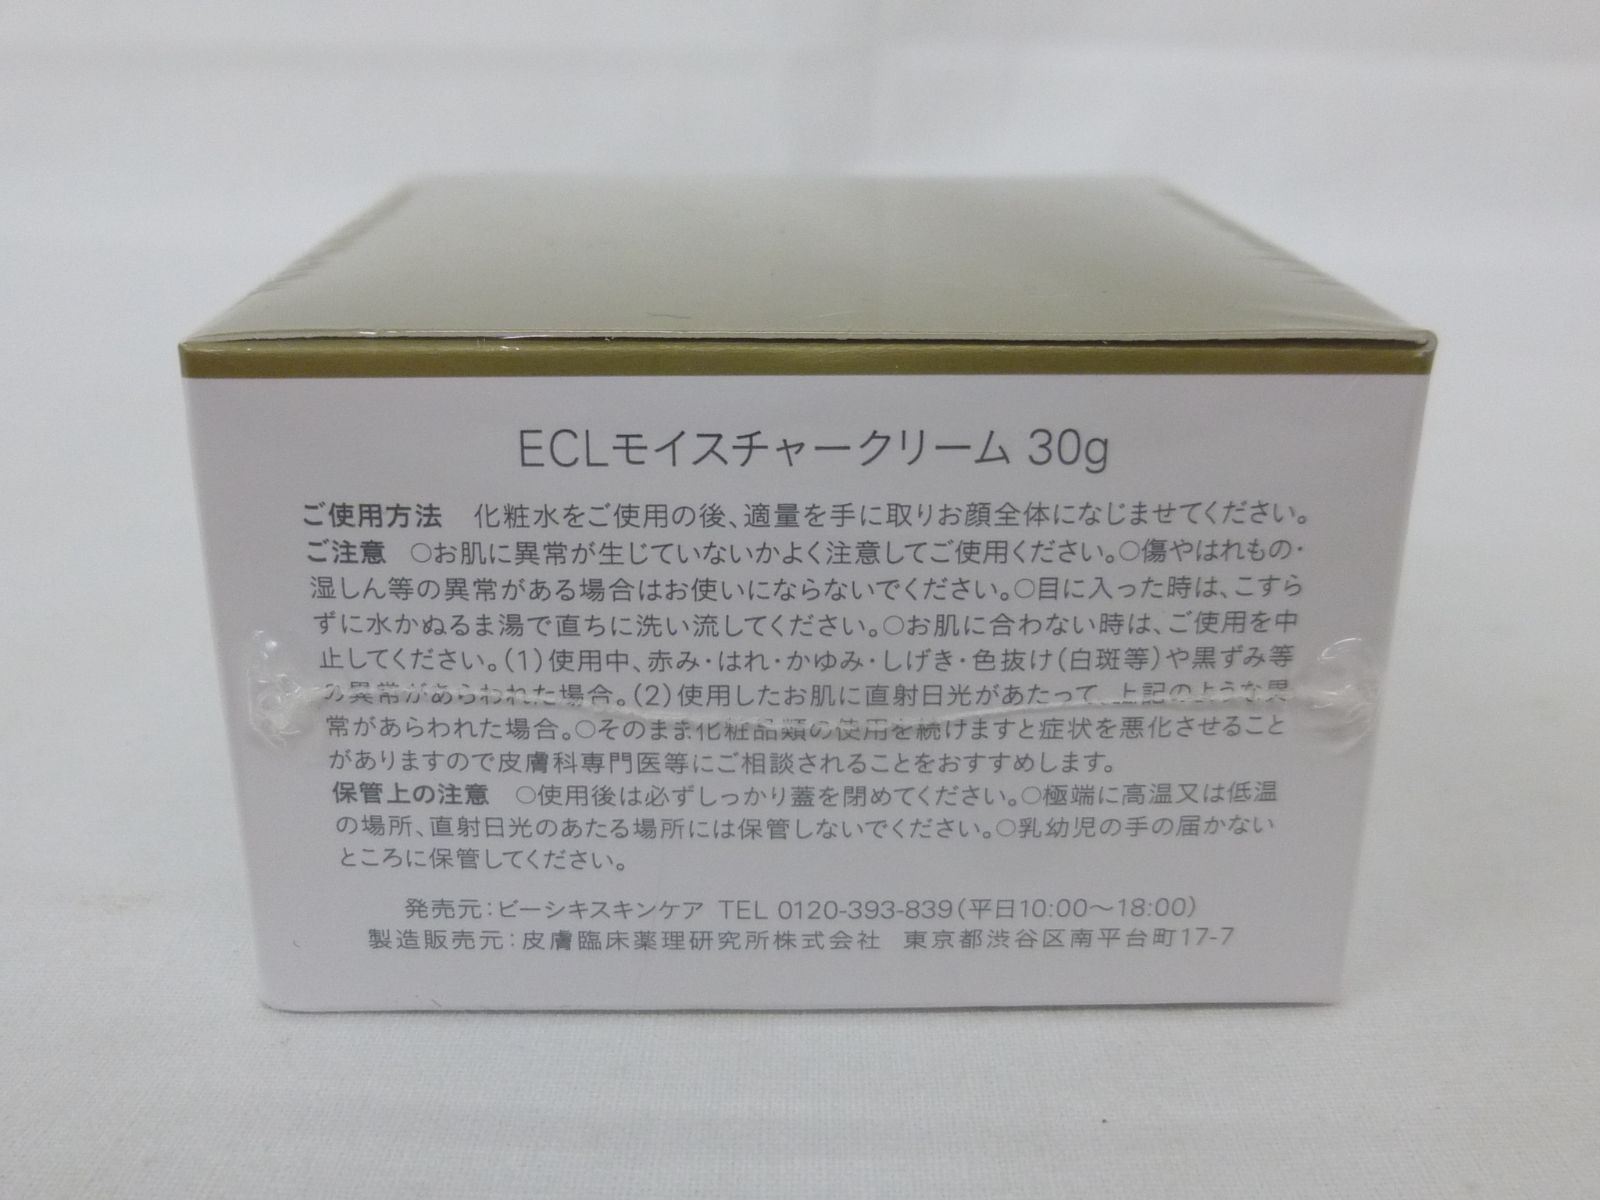 ECLモイスチャークリーム 30g
ご使用方法　化粧水をご使用の後、適量を手に取りお顔全体になじませてください。
ご注意　○お肌に異常が生じていないかよく注意してご使用ください。○傷やはれもの・
湿しん等の異常がある場合はお使いにならないでください。○目に入った時は、こすら
ずに水かぬるま湯で直ちに洗い流してください。○お肌に合わない時は、ご使用を中
止してください。(1)使用中、赤み・はれ・かゆみ・しげき・色抜け(白斑等)や黒ずみ等
の異常があらわれた場合。(2)使用したお肌に直射日光があたって、上記のような異
常があらわれた場合。○そのまま化粧品類の使用を続けますと症状を悪化させること
がありますので皮膚科専門医等にご相談されることをおすすめします。
保管上の注意　○使用後は必ずしっかり蓋を閉めてください。○極端に高温又は低温
の場所、直射日光のあたる場所には保管しないでください。○乳幼児の手の届かない
ところに保管してください。
発売元:ビーシキスキンケア TEL 0120-393-839(平日10:00〜18:00)
製造販売元:皮膚臨床薬理研究所株式会社　東京都渋谷区南平台町17-7